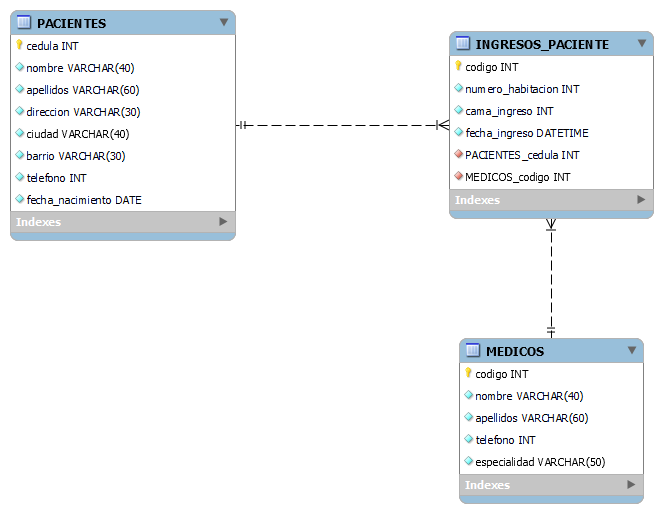 PACIENTES
cedula INT
nombre VARCHAR(40)
apellidos VARCHAR(60)
direccion VARCHAR(30)
ciudad VARCHAR(40)
barrio VARCHAR(30)
telefono INT
fecha_nacimiento DATE
Indexes
INGRESOS_PACIENTE
codigo INT
numero_habitacion INT
cama_ingreso INT
fecha_ingreso DATETIME
PACIENTES_cedula INT
MEDICOS_codigo INT
Indexes
MEDICOS
codigo INT
nombre VARCHAR(40)
apellidos VARCHAR(60)
telefono INT
especialidad VARCHAR(50)
Indexes